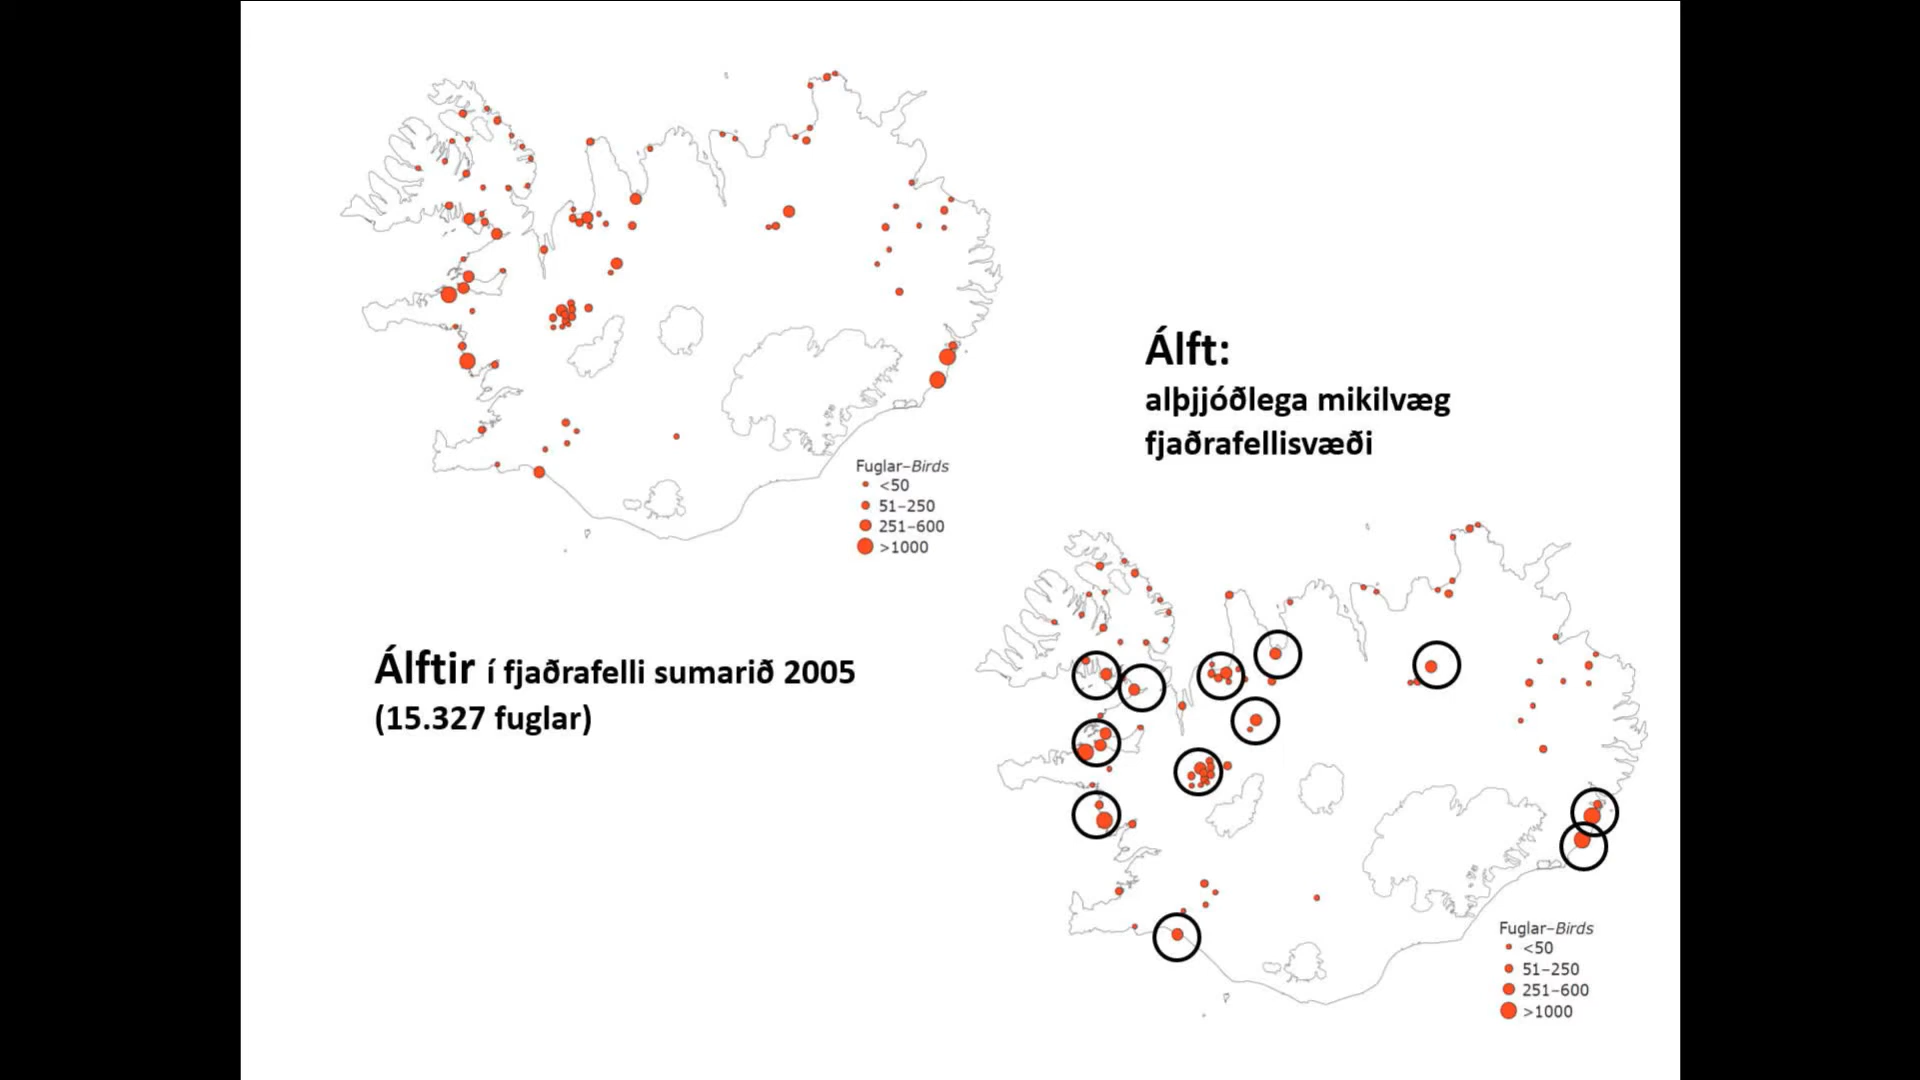 Fuglar–Birds
<50
51–250
251–600
>1000
Álftir í fjaðrafelli sumarið 2005
(15.327 fuglar)
Álft:
alþjjóðlega mikilvæg
fjaðrafellisvæði
Fuglar–Birds
<50
51–250
251–600
>1000